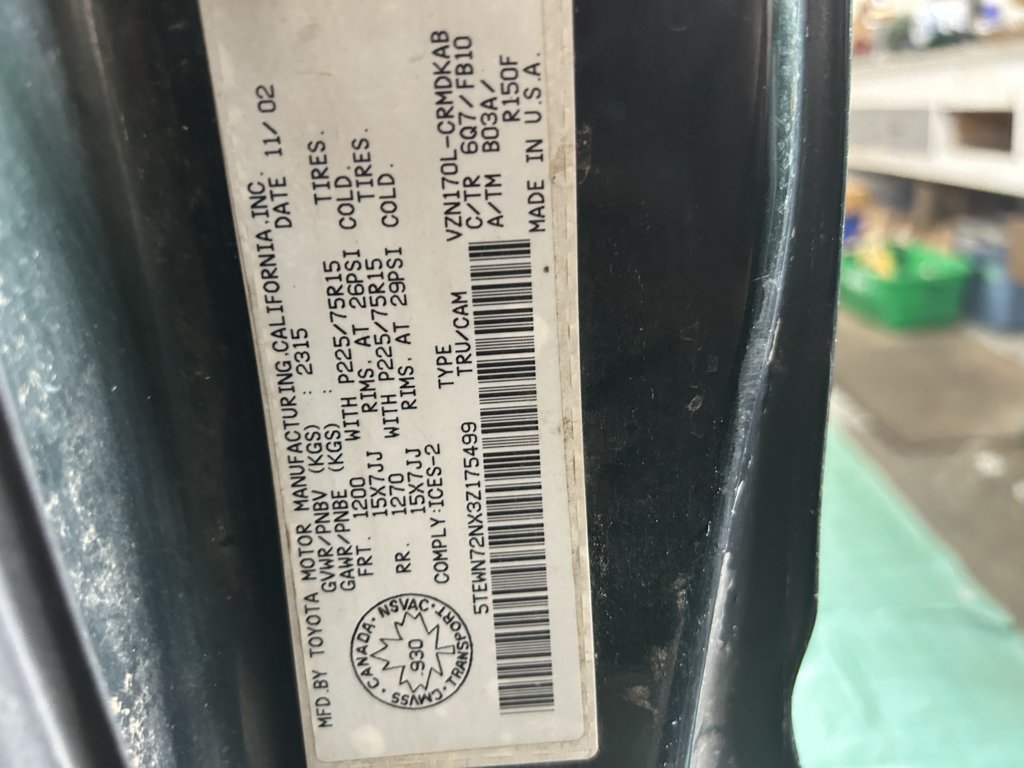 MFD.BY TOYOTA MOTOR MANUFACTURING.CALIFORNIA.INC.
GVWR/PNBV (KGS) : 2315 DATE 11/ 02
GAWR/PNBE (KGS) :
FRT. 1200 WITH P225/75R15 TIRES.
15X7JJ RIMS. AT 26PSI COLD.
RR. 1270 WITH P225/75R15 TIRES.
15X7JJ RIMS. AT 29PSI COLD.
COMPLY:ICES-2 TYPE VZN170L-CRMDKAB
TRU/CAM C/TR 6Q7/FB10
5TEWN72NX3Z175499 A/TM B03A/
R150F
MADE IN U.S.A.
CANADA. NSVAC. TRANSPORT CMVSS
930